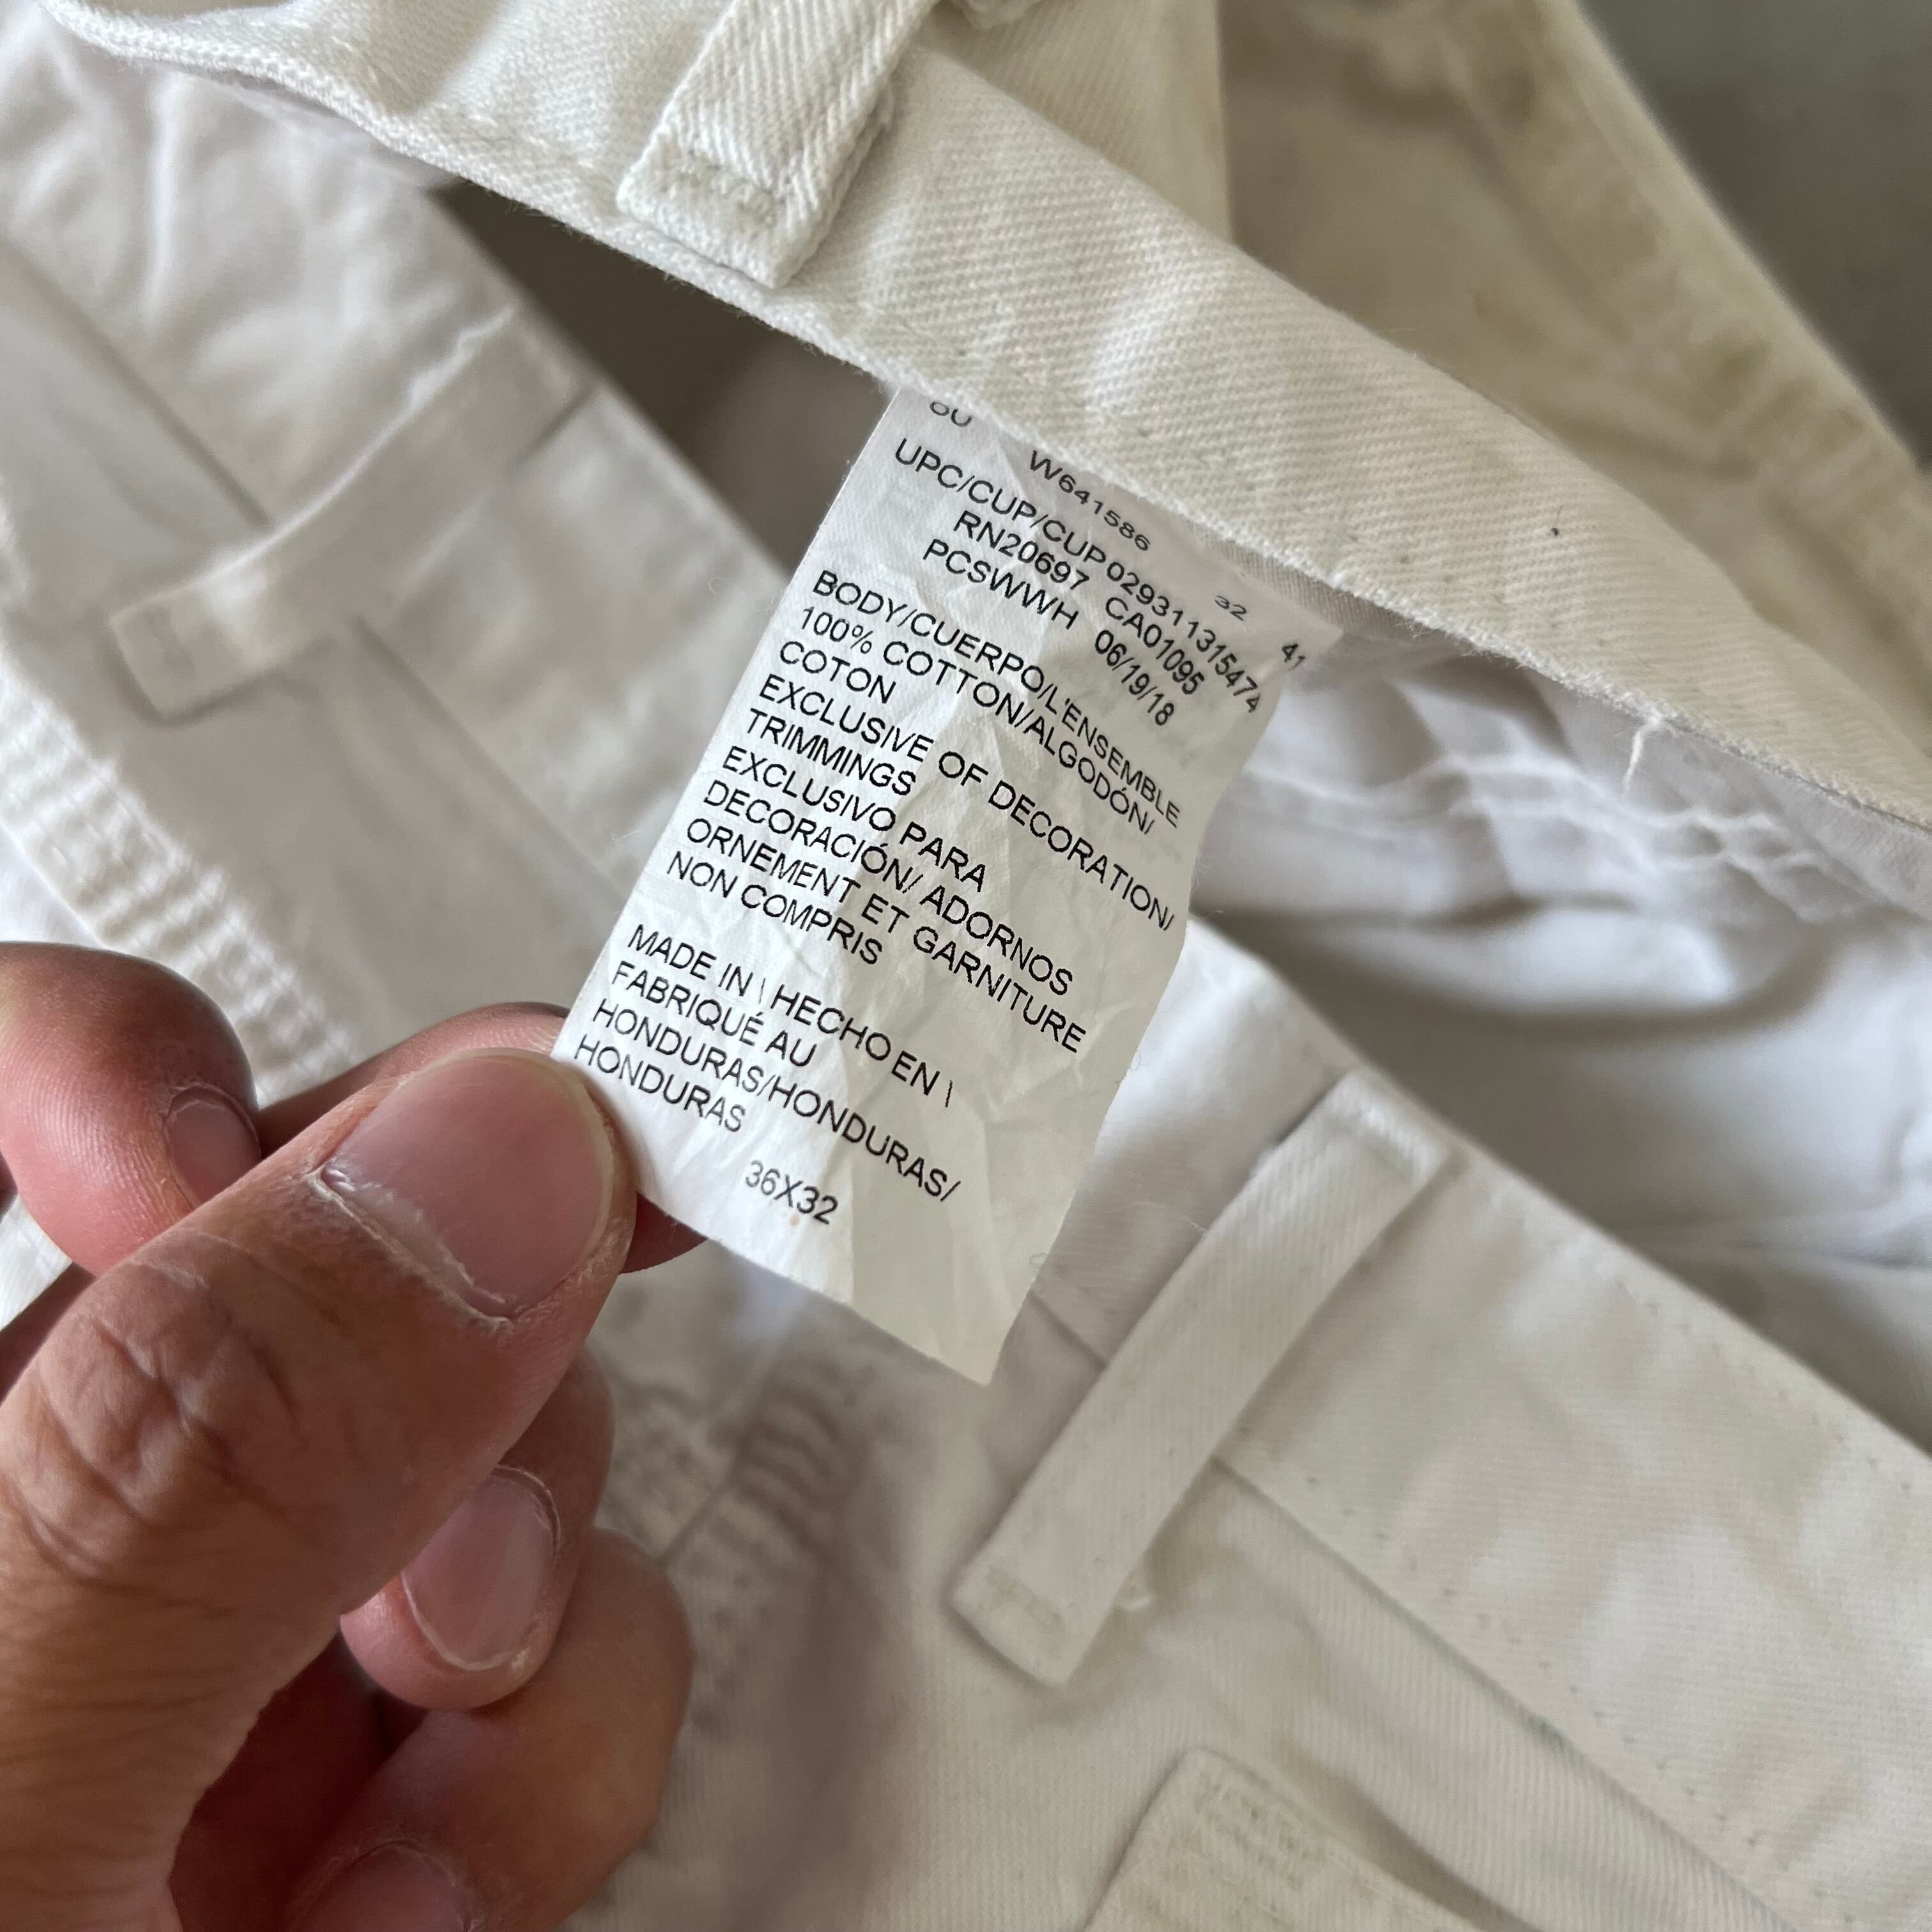 OU W641586 32 41
UPC/CUP/CUP 029311315474
RN20697 CA01095
PCSWWH 06/19/18
BODY/CUERPO/L'ENSEMBLE
100% COTTON/ALGODÓN/
COTON
EXCLUSIVE OF DECORATION/
TRIMMINGS
EXCLUSIVO PARA
DECORACIÓN/ ADORNOS
ORNEMENT ET GARNITURE
NON COMPRIS
MADE IN \ HECHO EN \
FABRIQUÉ AU
HONDURAS/HONDURAS/
HONDURAS
36X32